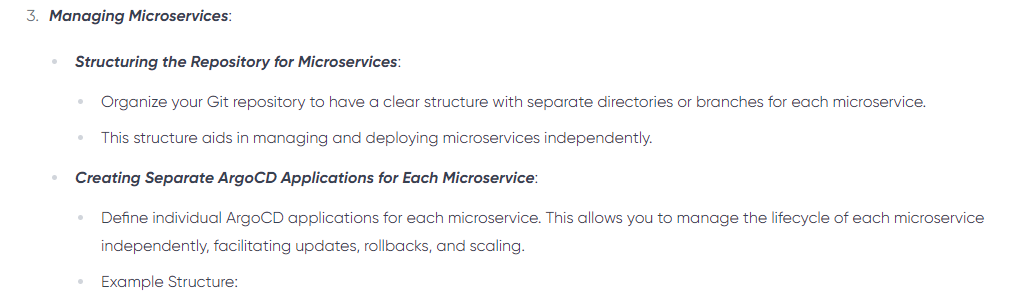 3. Managing Microservices:
Structuring the Repository for Microservices:
Organize your Git repository to have a clear structure with separate directories or branches for each microservice.
This structure aids in managing and deploying microservices independently.
Creating Separate ArgoCD Applications for Each Microservice:
Define individual ArgoCD applications for each microservice. This allows you to manage the lifecycle of each microservice
independently, facilitating updates, rollbacks, and scaling.
Example Structure: